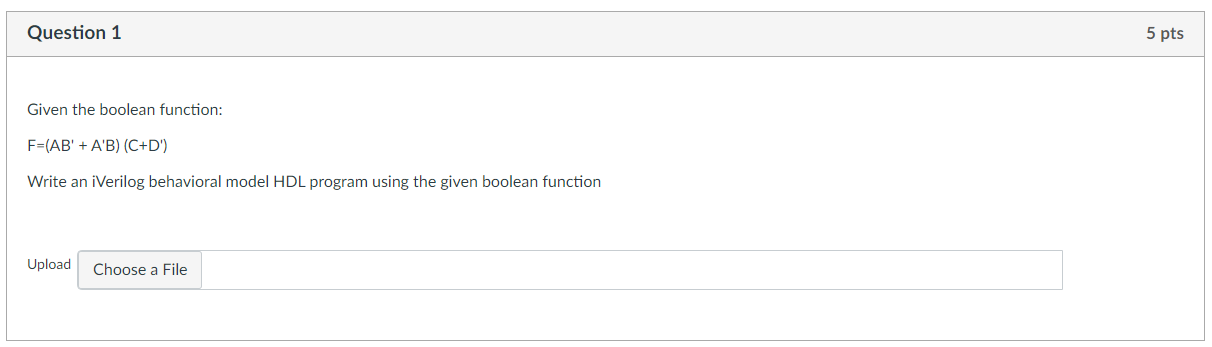 Question 1
5 pts
Given the boolean function:
F=(AB' + A'B) (C+D')
Write an iVerilog behavioral model HDL program using the given boolean function
Upload
Choose a File